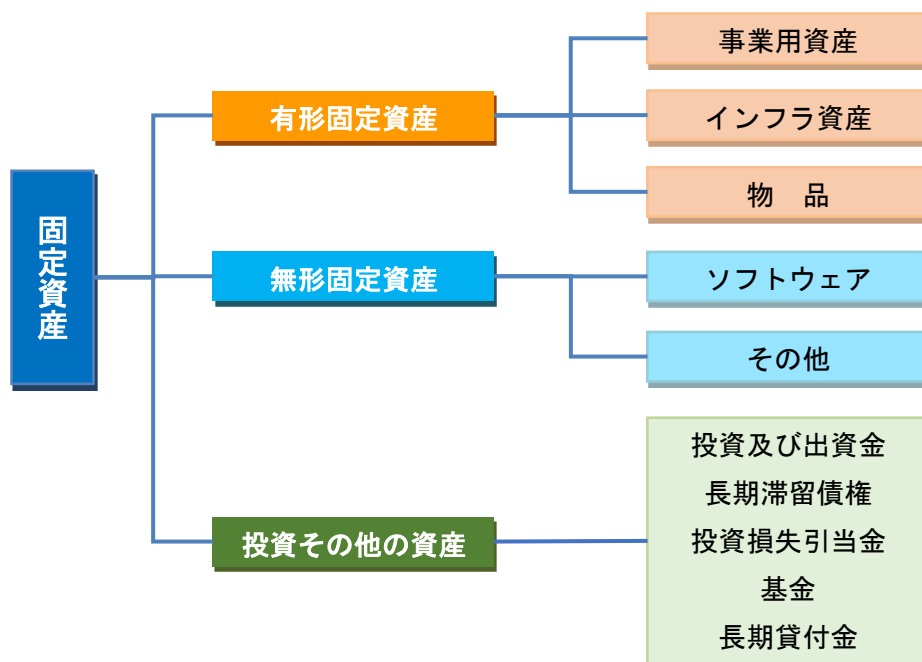 固定資産
有形固定資産
事業用資産
インフラ資産
物　品
無形固定資産
ソフトウェア
その他
投資その他の資産
投資及び出資金
長期滞留債権
投資損失引当金
基金
長期貸付金